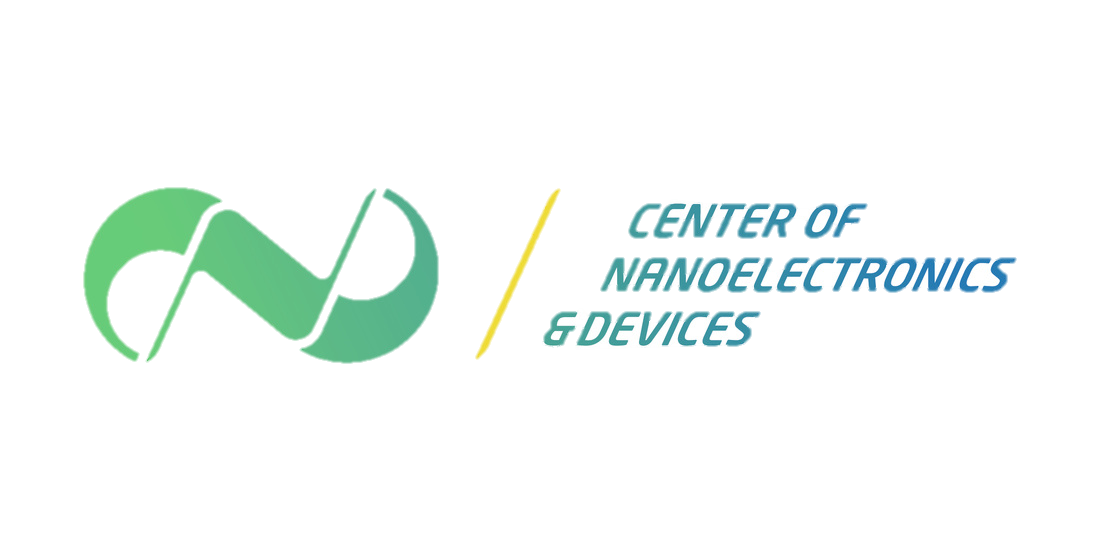 CENTER OF
NANOELECTRONICS
& DEVICES